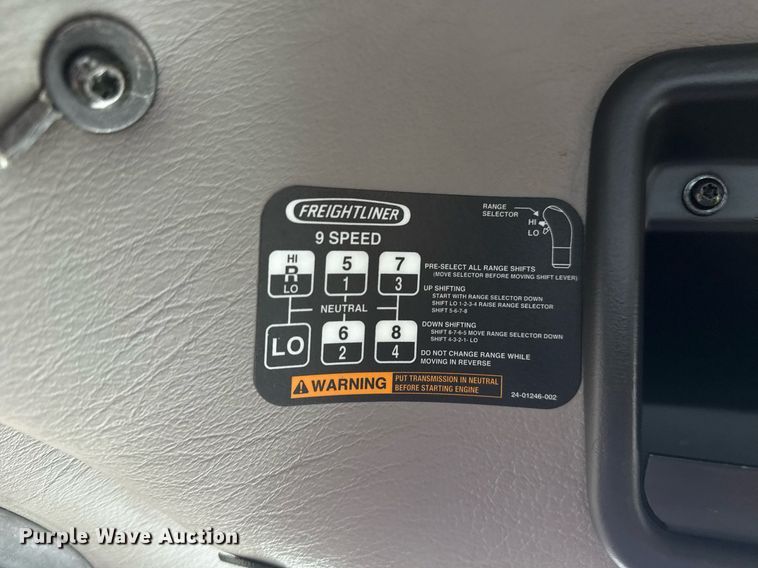 FREIGHTLINER
9 SPEED
RANGE
SELECTOR
HI
LO
HI
R
LO
5
1
7
3
NEUTRAL
LO
6
2
8
4
PRE-SELECT ALL RANGE SHIFTS
(MOVE SELECTOR BEFORE MOVING SHIFT LEVER)
UP SHIFTING
START WITH RANGE SELECTOR DOWN
SHIFT LO 1-2-3-4 RAISE RANGE SELECTOR
SHIFT 5-6-7-8
DOWN SHIFTING
SHIFT 8-7-6-5 MOVE RANGE SELECTOR DOWN
SHIFT 4-3-2-1- LO
DO NOT CHANGE RANGE WHILE
MOVING IN REVERSE
WARNING
PUT TRANSMISSION IN NEUTRAL
BEFORE STARTING ENGINE
24-01246-002
Purple Wave Auction